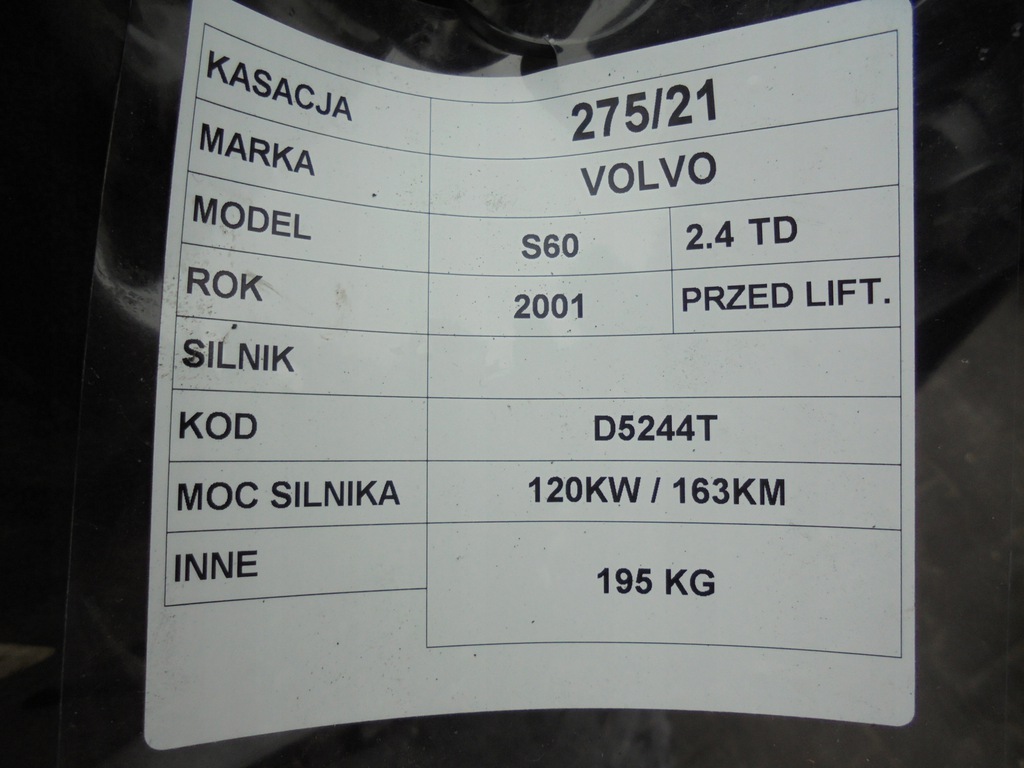 KASACJA 275/21
MARKA VOLVO
MODEL S60 2.4 TD
ROK 2001 PRZED LIFT.
SILNIK
KOD D5244T
MOC SILNIKA 120KW / 163KM
INNE 195 KG